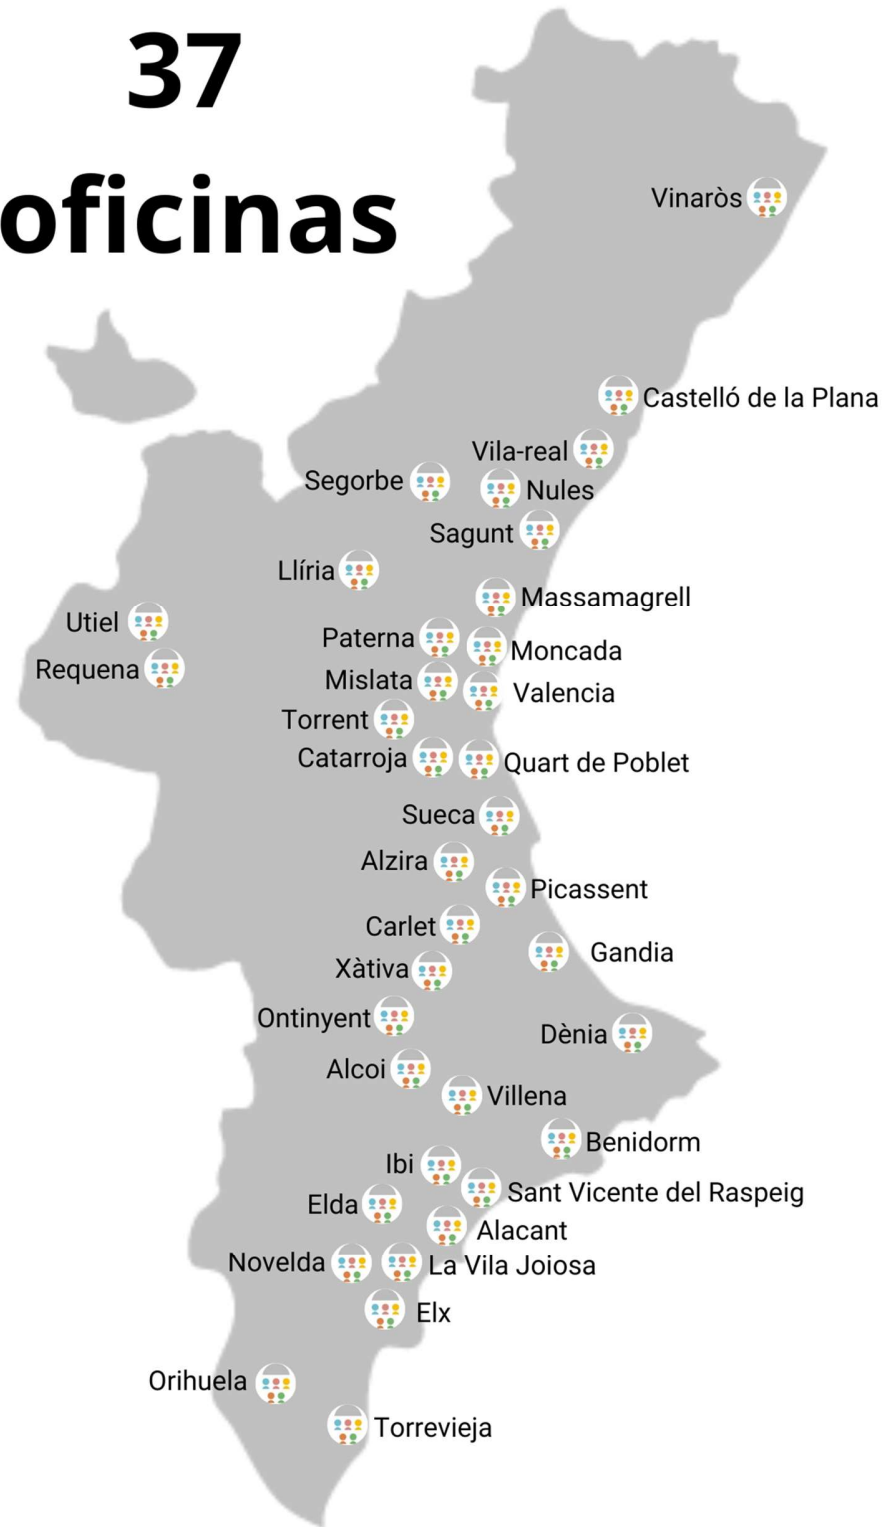 37
oficinas
Vinaròs
Castelló de la Plana
Vila-real
Segorbe
Nules
Sagunt
Llíria
Massamagrell
Utiel
Paterna
Moncada
Requena
Mislata
Valencia
Torrent
Catarroja
Quart de Poblet
Sueca
Alzira
Picassent
Carlet
Gandia
Xàtiva
Ontinyent
Dènia
Alcoi
Villena
Benidorm
Ibi
Sant Vicente del Raspeig
Elda
Alacant
Novelda
La Vila Joiosa
Elx
Orihuela
Torrevieja